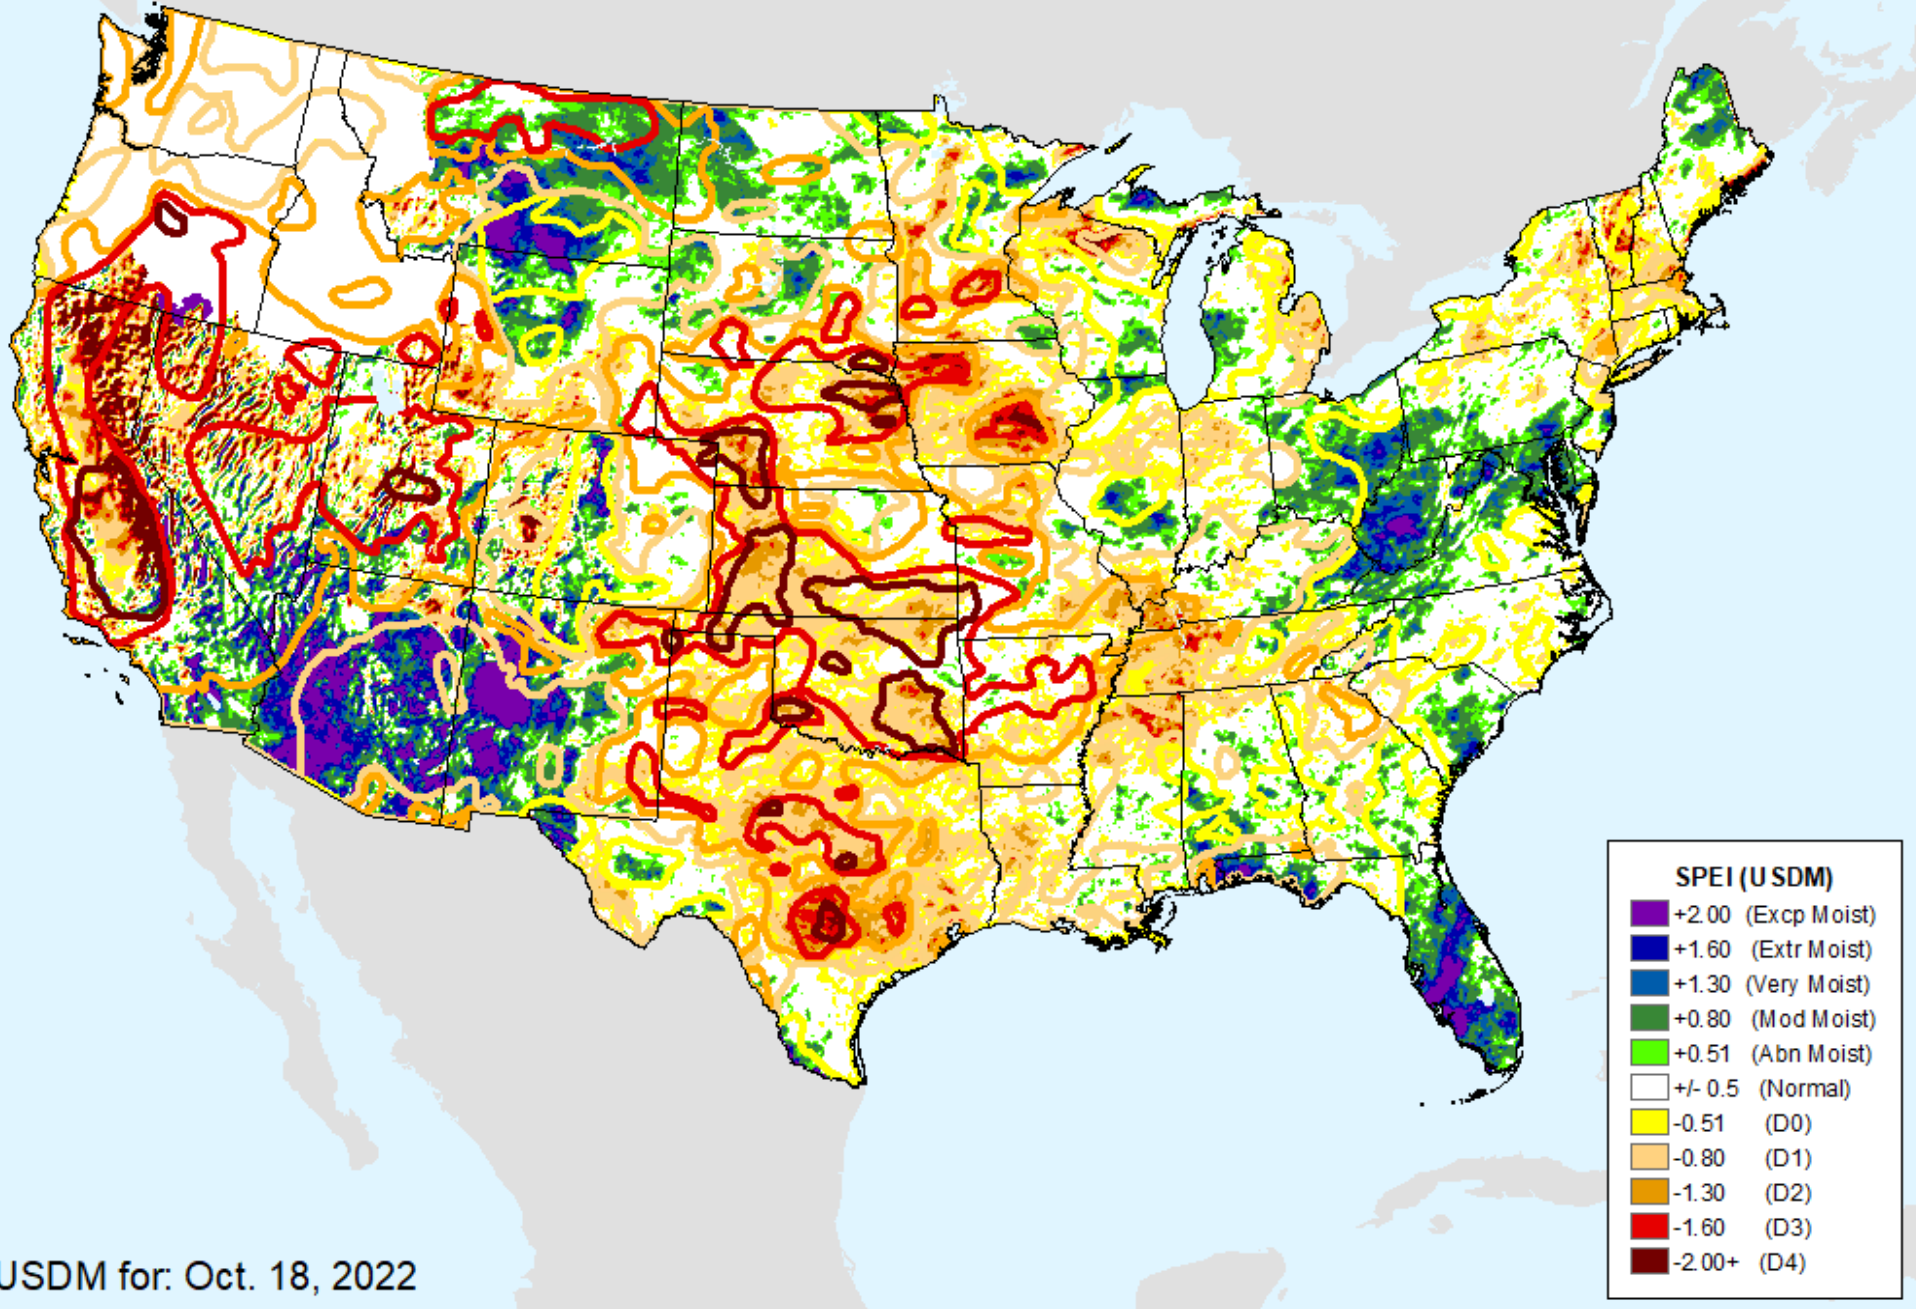 SPEI (USDM)
+2.00 (Excp Moist)
+1.60 (Extr Moist)
+1.30 (Very Moist)
+0.80 (Mod Moist)
+0.51 (Abn Moist)
+/- 0.5 (Normal)
-0.51 (D0)
-0.80 (D1)
-1.30 (D2)
-1.60 (D3)
-2.00+ (D4)
USDM for: Oct. 18, 2022